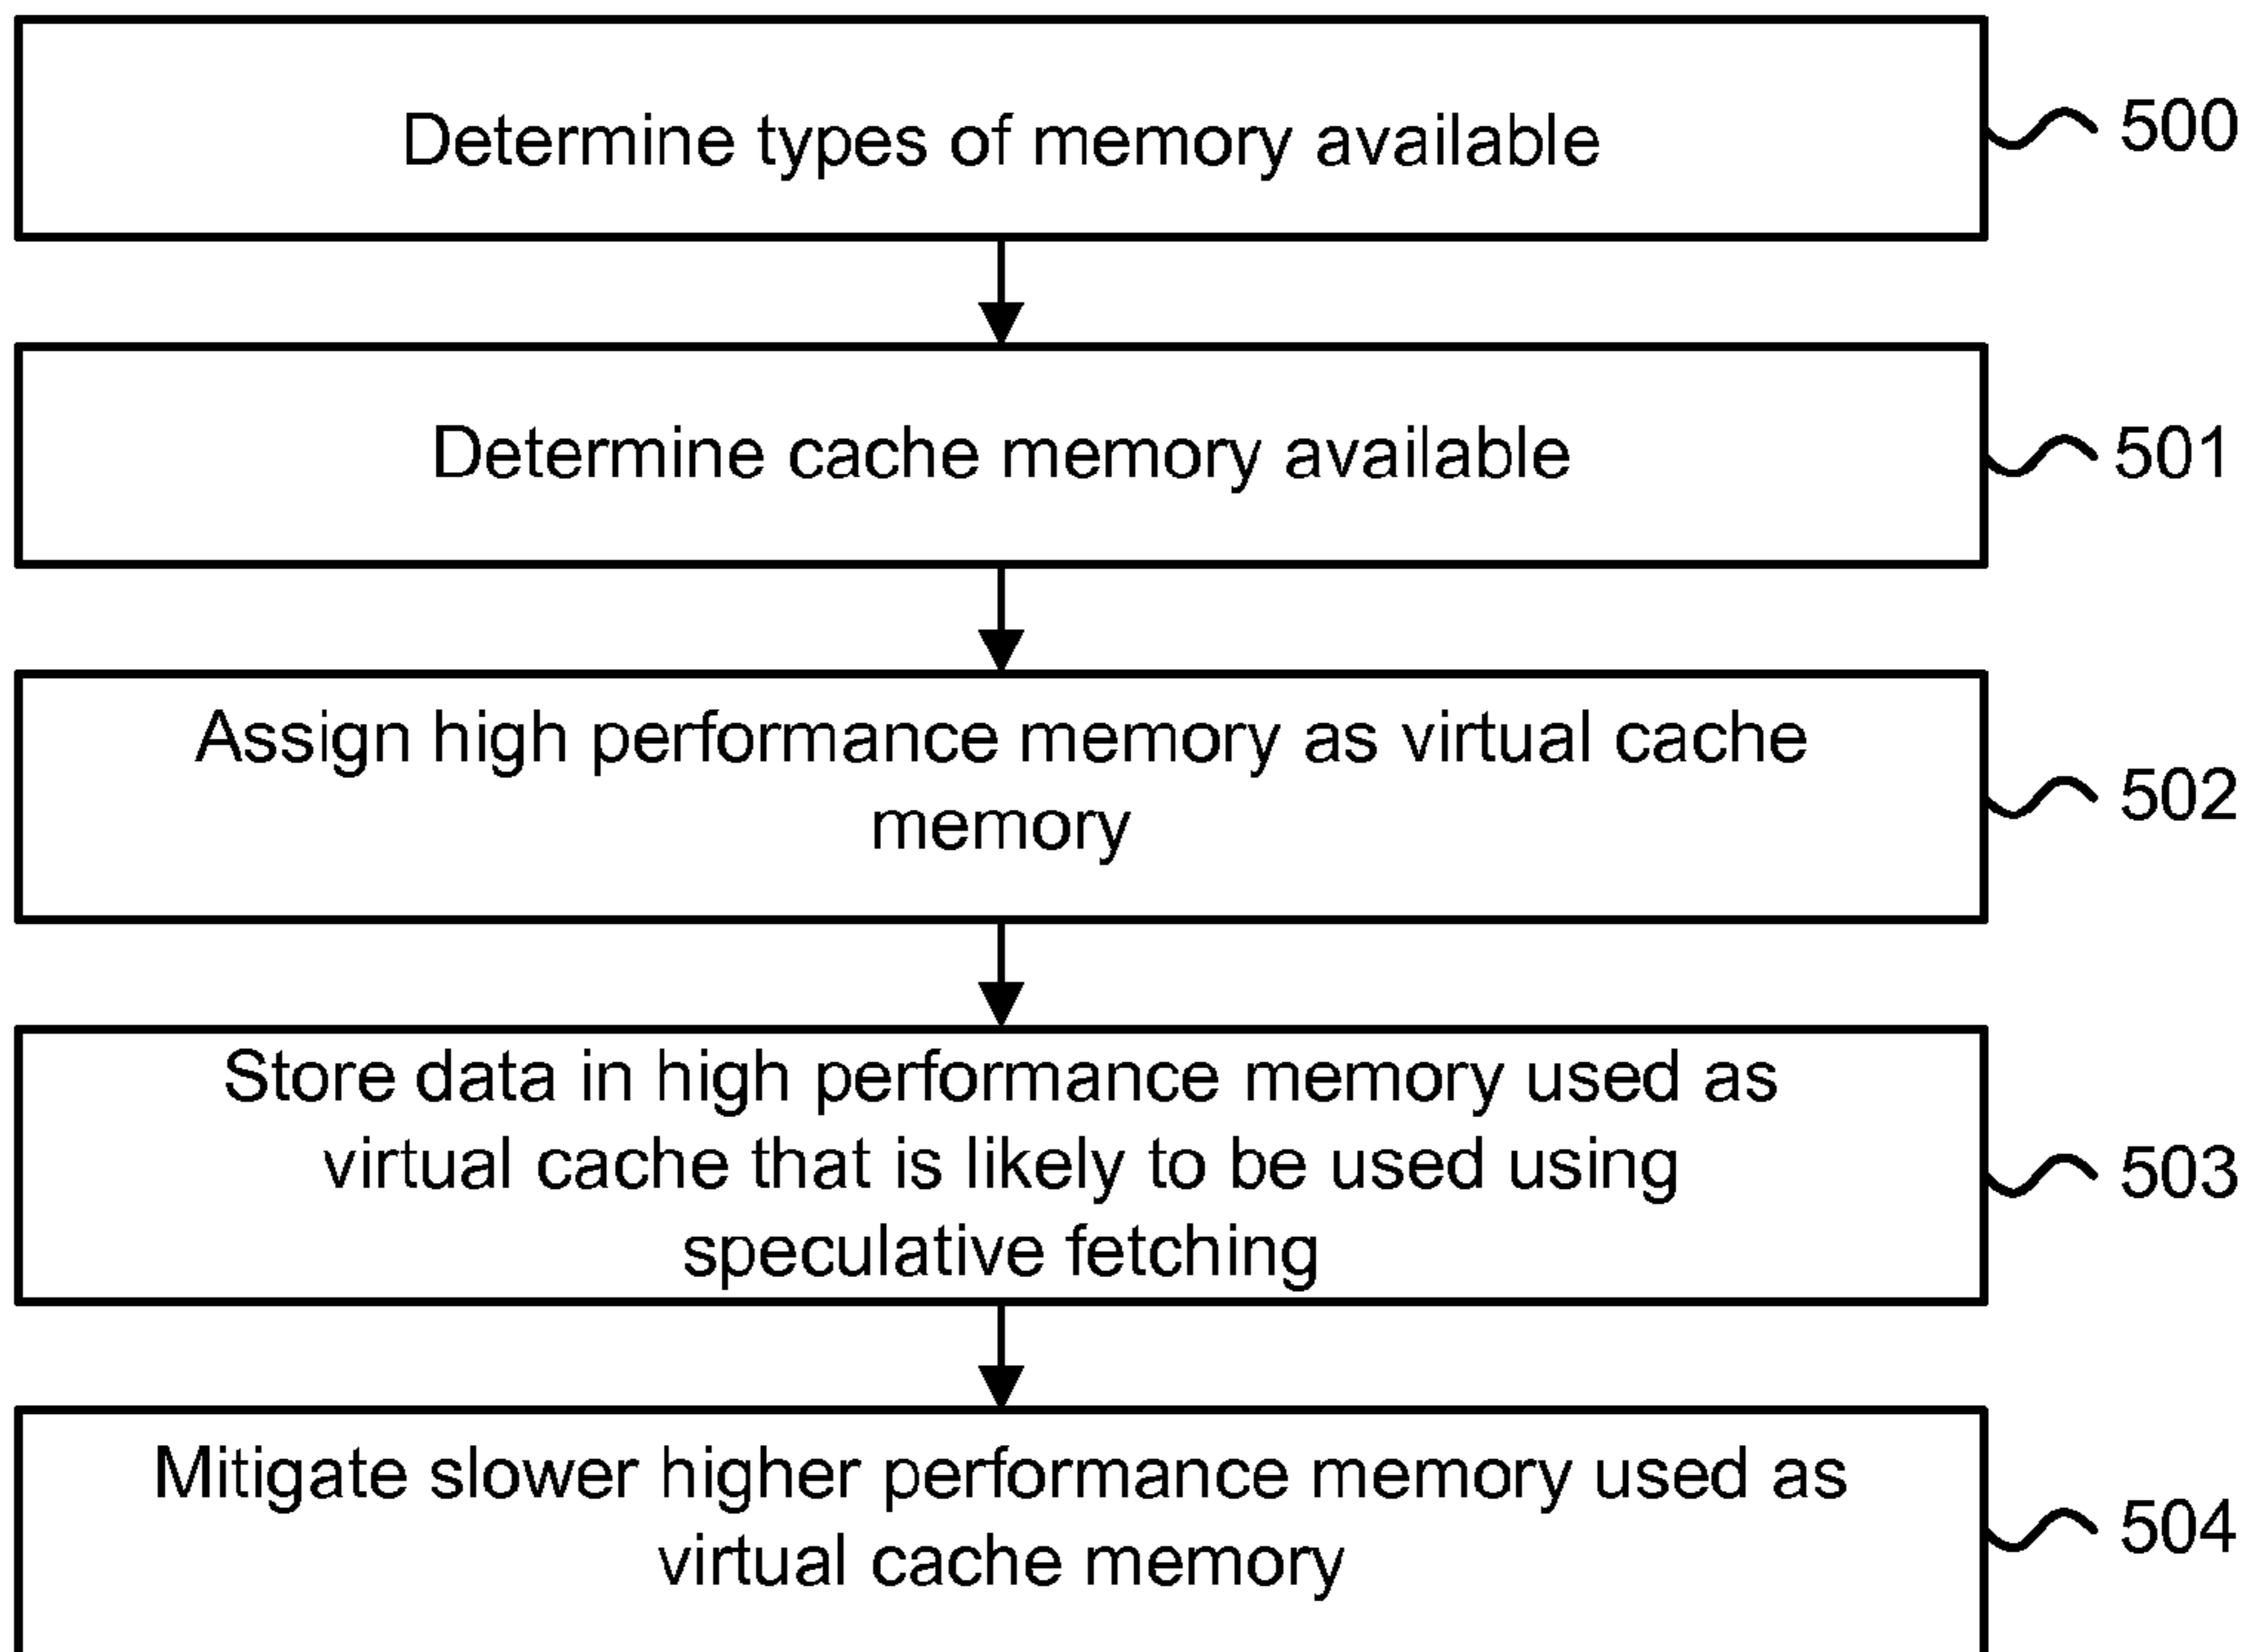 Determine types of memory available
500
Determine cache memory available
501
Assign high performance memory as virtual cache
memory
502
Store data in high performance memory used as
virtual cache that is likely to be used using
speculative fetching
503
Mitigate slower higher performance memory used as
virtual cache memory
504